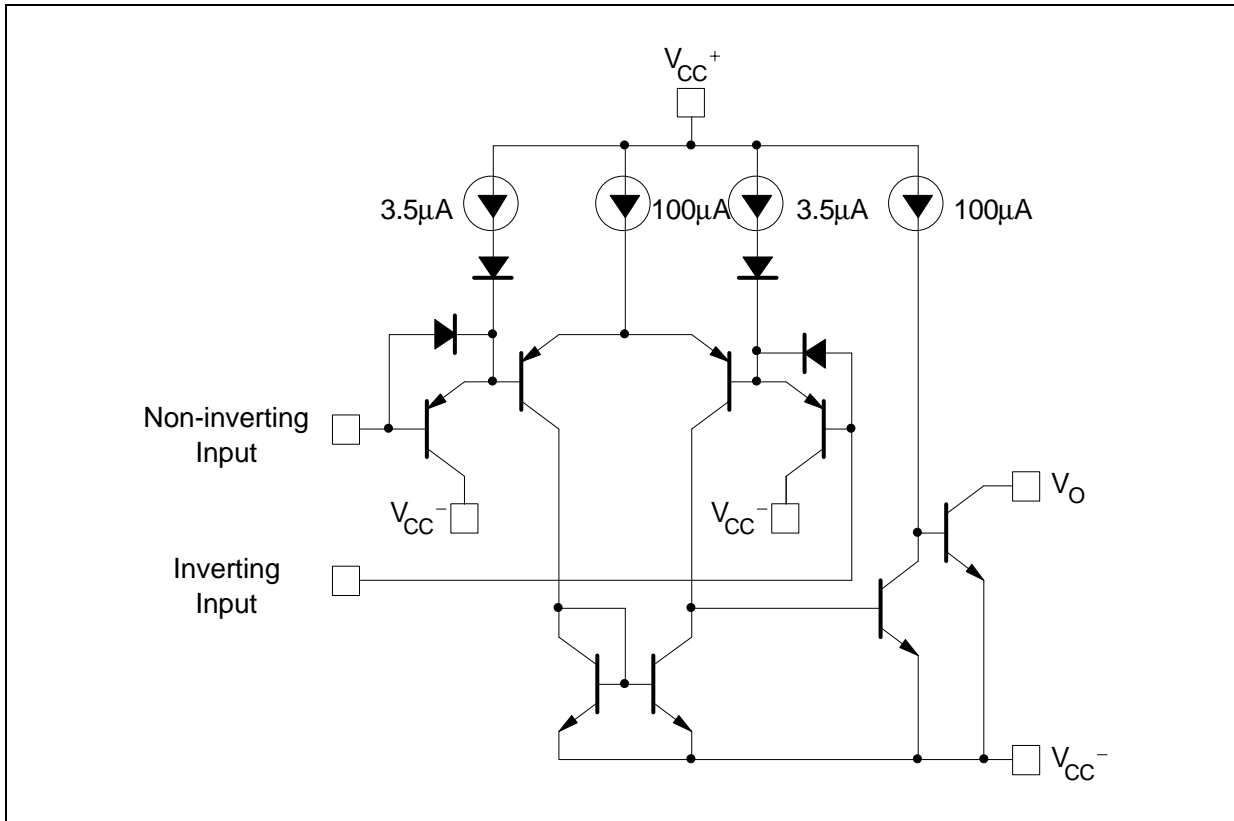 VCC+
3.5μA
100μA
3.5μA
100μA
Non-inverting
Input
VCC−
VCC−
VO
Inverting
Input
VCC−